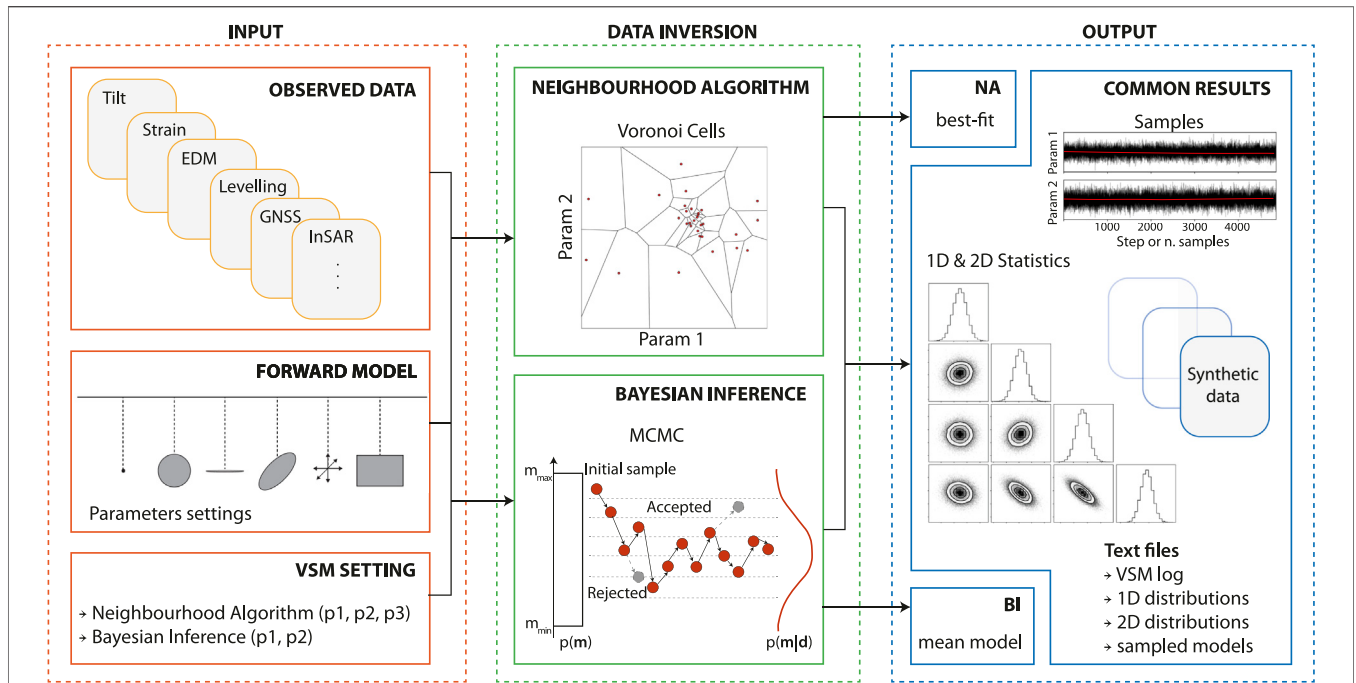 INPUT
OBSERVED DATA
Tilt
Strain
EDM
Levelling
GNSS
InSAR
FORWARD MODEL
Parameters settings
VSM SETTING
→ Neighbourhood Algorithm (p1, p2, p3)
→ Bayesian Inference (p1, p2)
DATA INVERSION
NEIGHBOURHOOD ALGORITHM
Voronoi Cells
Param 2
Param 1
BAYESIAN INFERENCE
MCMC
m max
Initial sample
Accepted
Rejected
m min
p(m)
p(m|d)
OUTPUT
NA
best-fit
COMMON RESULTS
Samples
Param 1
Param 2
1000 2000 3000 4000
Step or n. samples
1D & 2D Statistics
Synthetic
data
Text files
→ VSM log
→ 1D distributions
→ 2D distributions
→ sampled models
BI
mean model